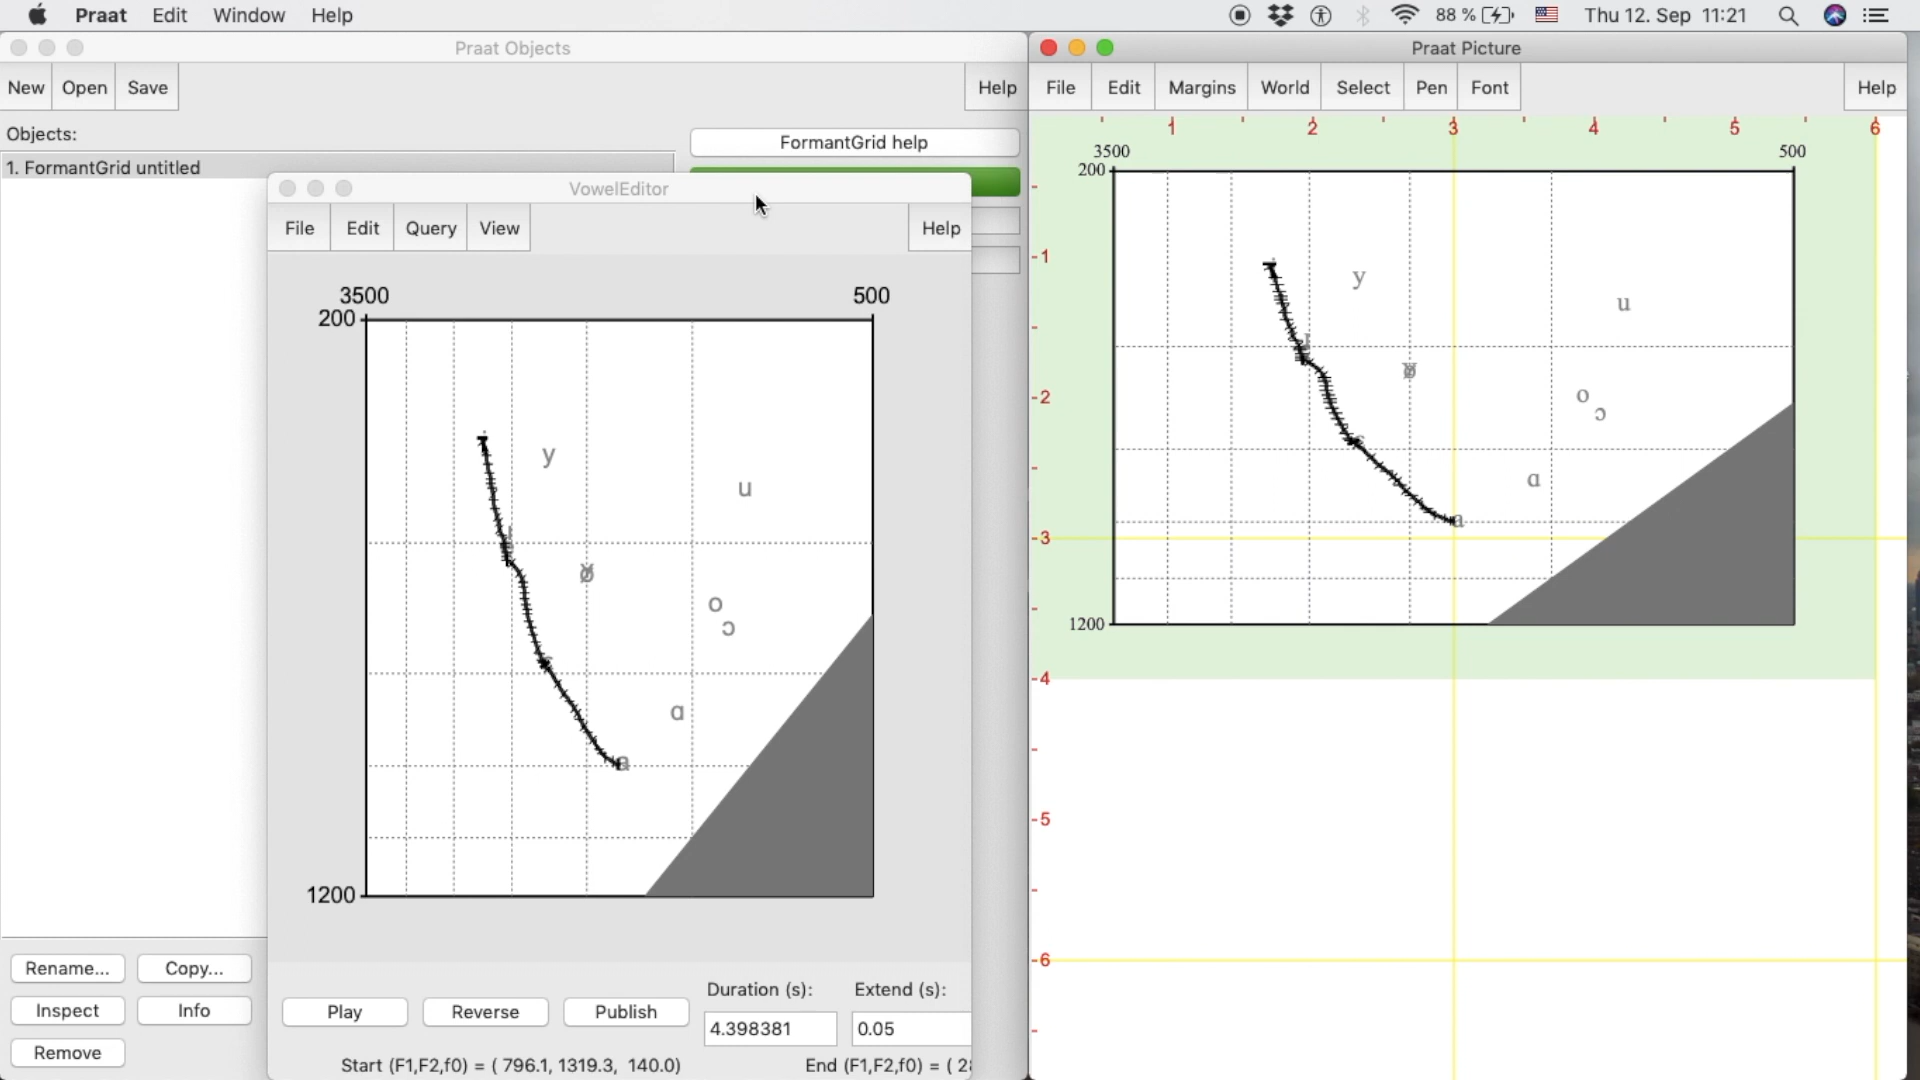 Praat Edit Window Help 88 % Thu 12. Sep 11:21
Praat Objects
New Open Save Help
Objects:
1. FormantGrid untitled
FormantGrid help
VowelEditor
File Edit Query View Help
3500 500
200
y
u
o
ɔ
ɑ
a
1200
Play Reverse Publish
Duration (s): Extend (s):
4.398381 0.05
Start (F1,F2,f0) = ( 796.1, 1319.3, 140.0) End (F1,F2,f0) = ( 2
Rename... Copy...
Inspect Info
Remove
Praat Picture
File Edit Margins World Select Pen Font Help
1 2 3 4 5 6
3500 500
200
1
y
u
2
o
ɔ
ɑ
a
3
1200
4
5
6